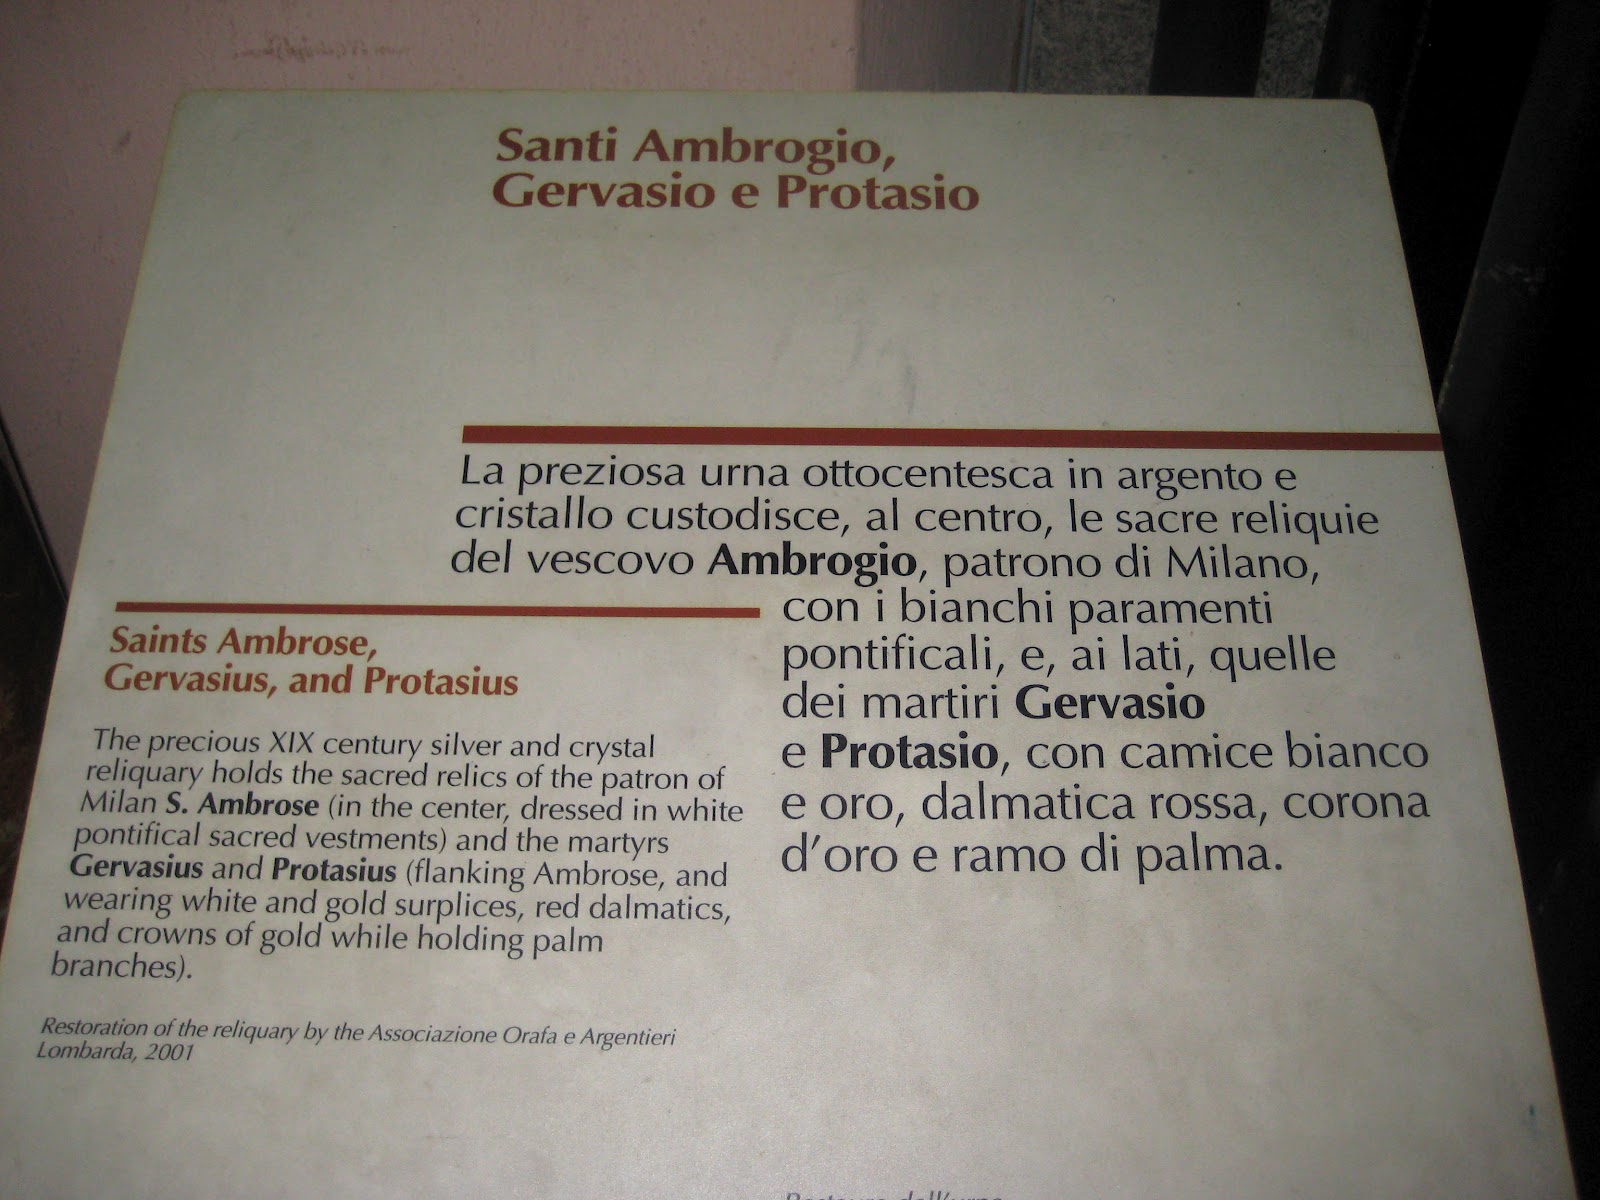 Santi Ambrogio,
Gervasio e Protasio
La preziosa urna ottocentesca in argento e
cristallo custodisce, al centro, le sacre reliquie
del vescovo Ambrogio, patrono di Milano,
con i bianchi paramenti
pontificali, e, ai lati, quelle
dei martiri Gervasio
e Protasio, con camice bianco
e oro, dalmatica rossa, corona
d'oro e ramo di palma.
Saints Ambrose,
Gervasius, and Protasius
The precious XIX century silver and crystal
reliquary holds the sacred relics of the patron of
Milan S. Ambrose (in the center, dressed in white
pontifical sacred vestments) and the martyrs
Gervasius and Protasius (flanking Ambrose, and
wearing white and gold surplices, red dalmatics,
and crowns of gold while holding palm
branches).
Restoration of the reliquary by the Associazione Orafa e Argentieri
Lombarda, 2001